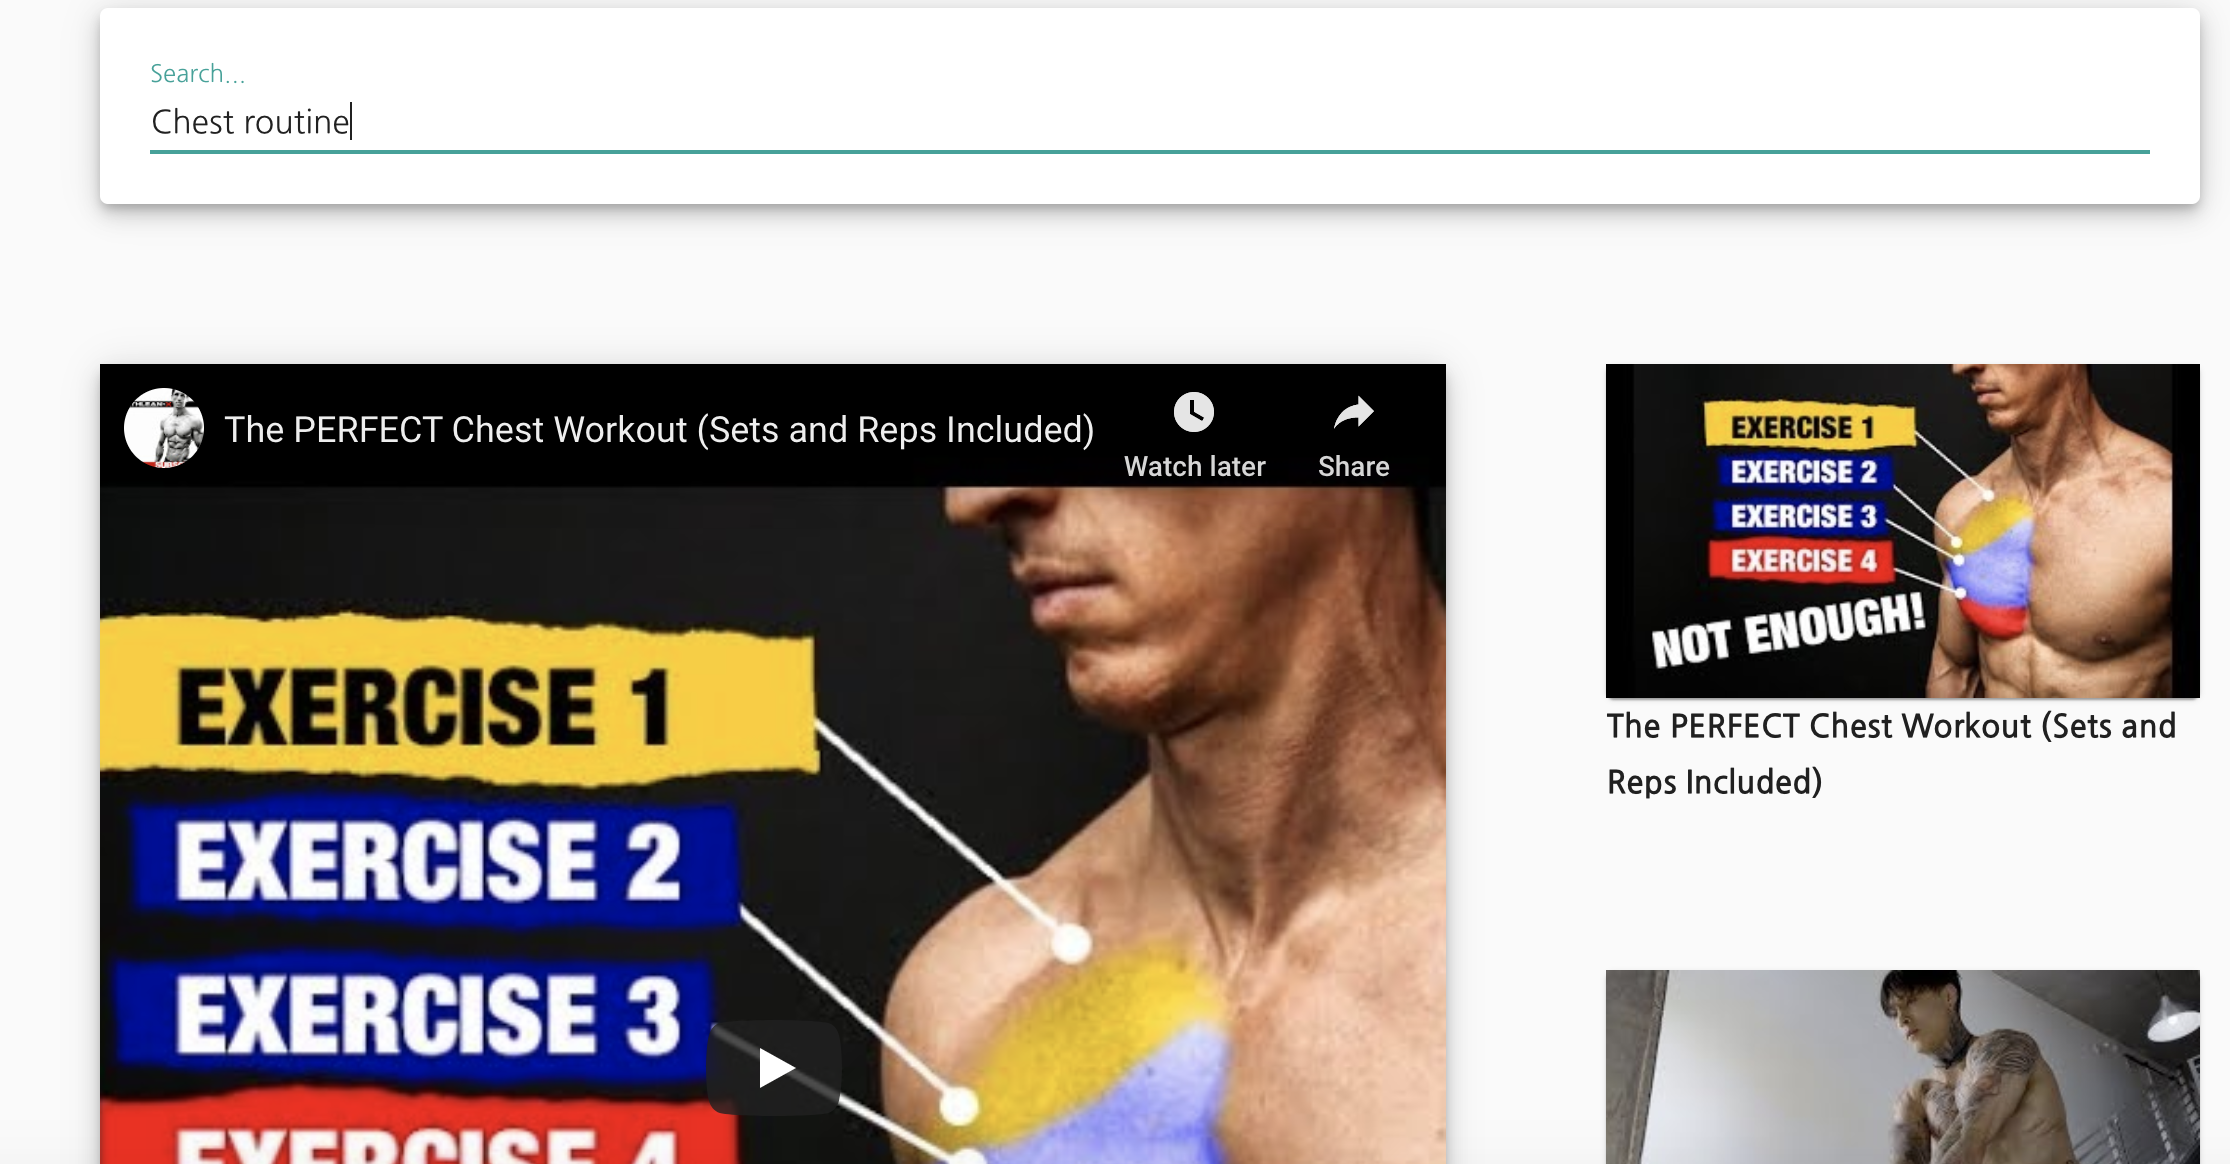 Search...
Chest routine
The PERFECT Chest Workout (Sets and Reps Included)
Watch later
Share
EXERCISE 1
EXERCISE 2
EXERCISE 3
EXERCISE 4
EXERCISE 1
EXERCISE 2
EXERCISE 3
EXERCISE 4
NOT ENOUGH!
The PERFECT Chest Workout (Sets and
Reps Included)